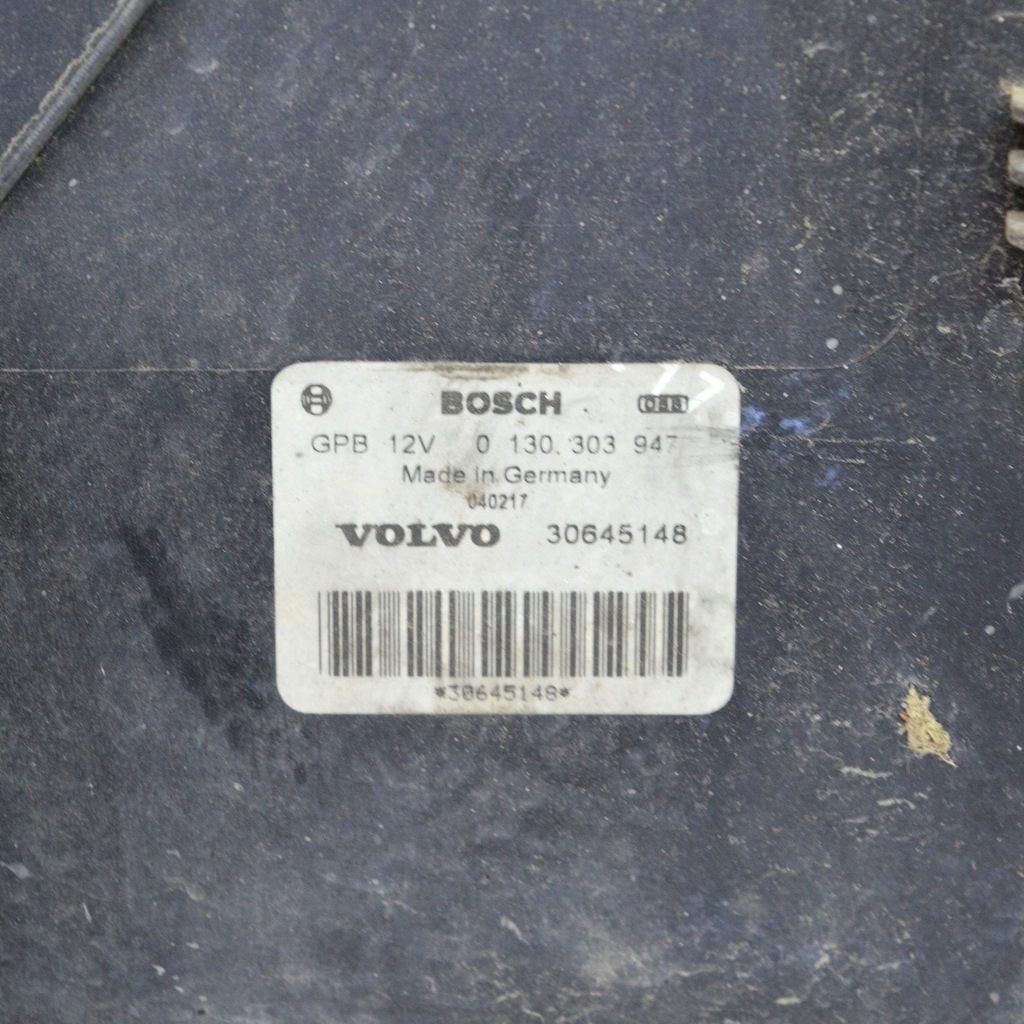 BOSCH
GPB 12V 0 130 303 947
Made in Germany
040217
VOLVO 30645148
*30645148*